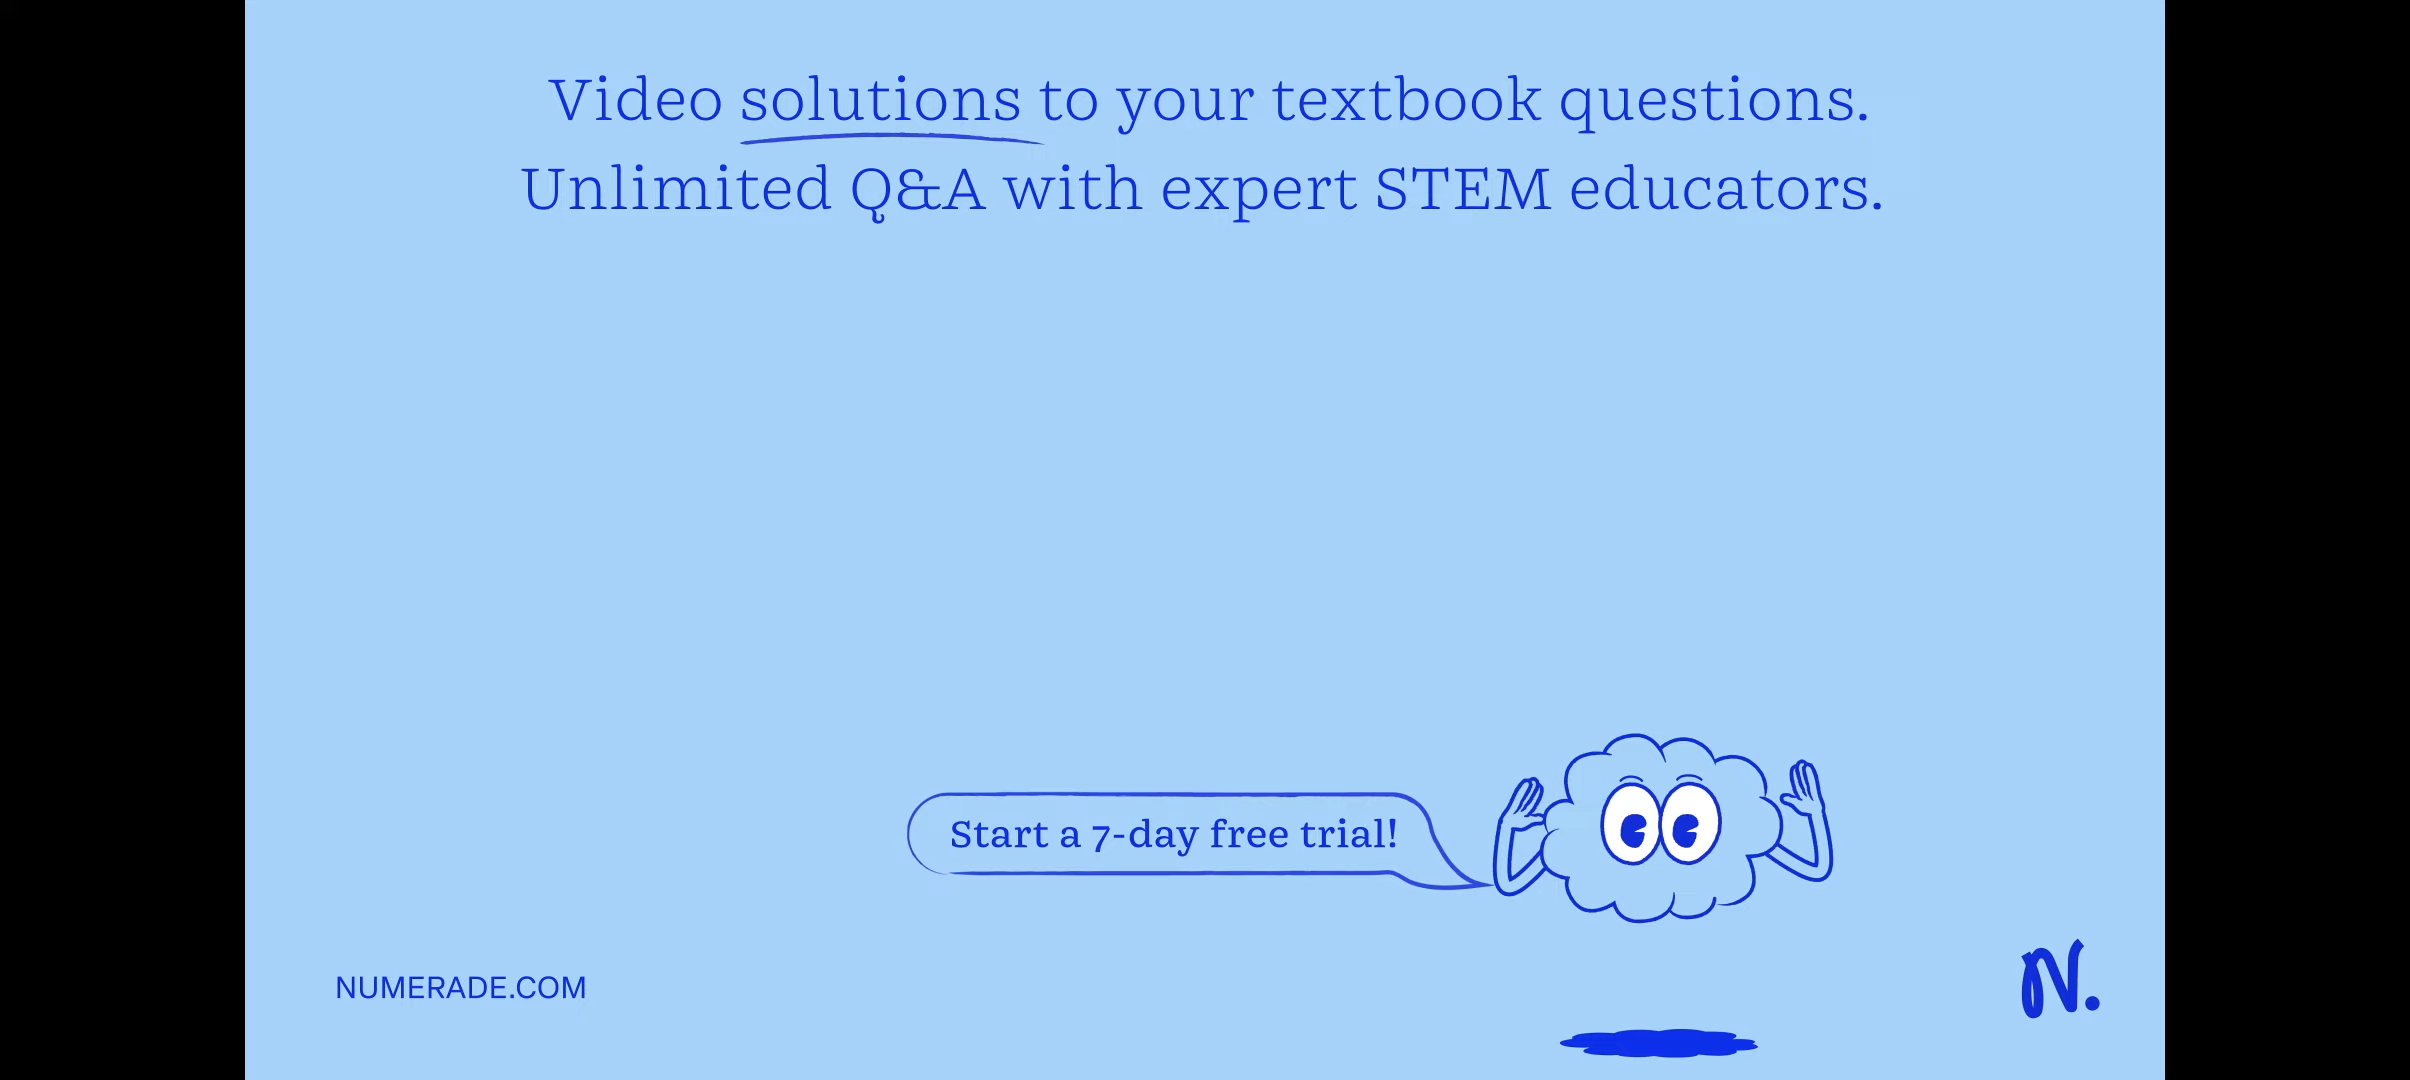 Video solutions to your textbook questions.
Unlimited Q&A with expert STEM educators.
Start a 7-day free trial!
NUMERADE.COM
N.